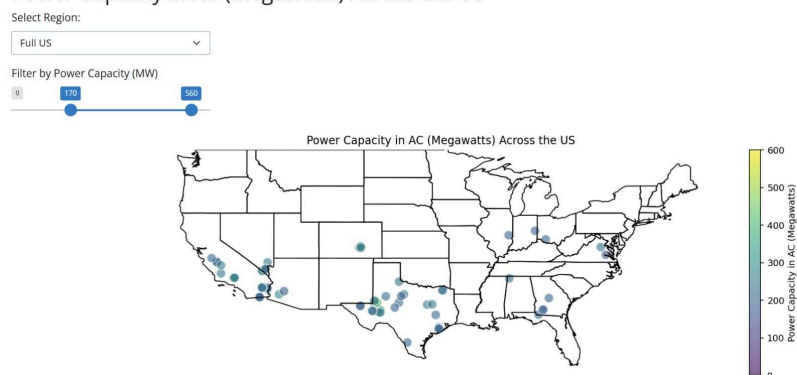 Select Region:
Full US
Filter by Power Capacity (MW)
0 170 560
Power Capacity in AC (Megawatts) Across the US
600
500
400
300
200
100
0
Power Capacity in AC (Megawatts)